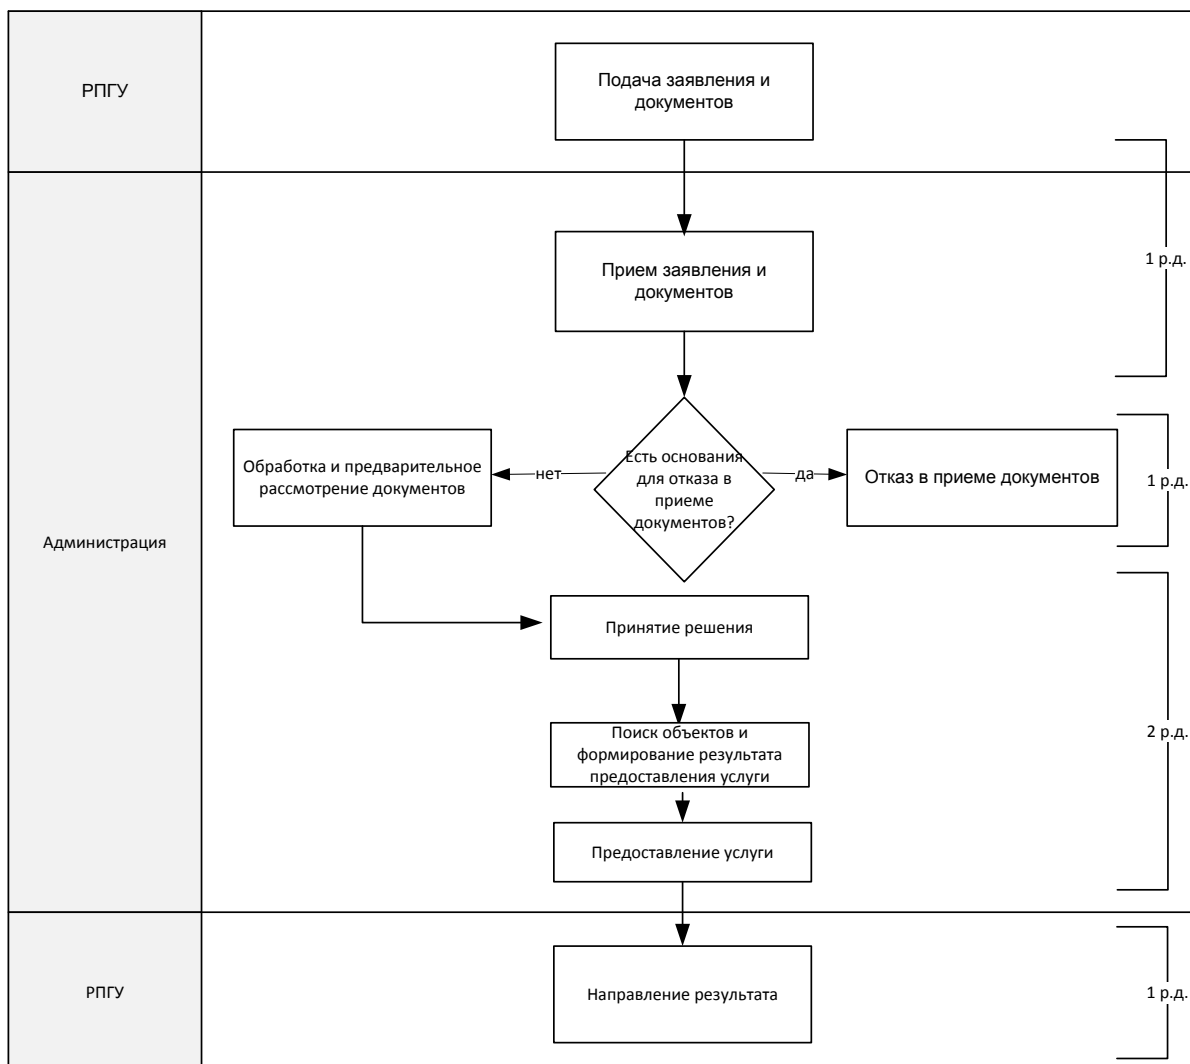 РПГУ
Подача заявления и
документов
Прием заявления и
документов
1 р.д.
Администрация
Обработка и предварительное
рассмотрение документов
нет
Есть основания
для отказа в
приеме
документов?
да
Отказ в приеме документов
1 р.д.
Принятие решения
Поиск объектов и
формирование результата
предоставления услуги
2 р.д.
Предоставление услуги
РПГУ
Направление результата
1 р.д.